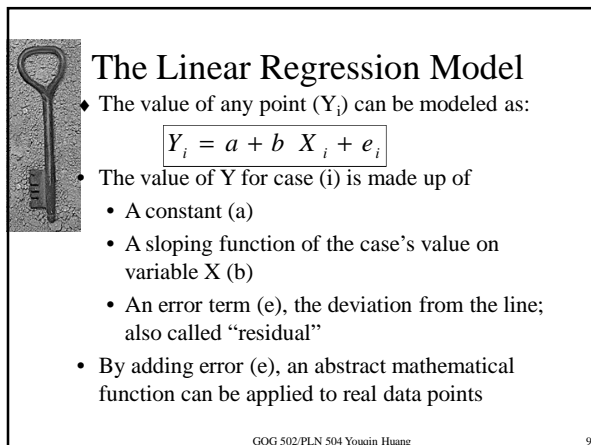 The Linear Regression Model
♦ The value of any point (Yi) can be modeled as:
Y i = a + b X i + e i
• The value of Y for case (i) is made up of
• A constant (a)
• A sloping function of the case’s value on
variable X (b)
• An error term (e), the deviation from the line;
also called “residual”
• By adding error (e), an abstract mathematical
function can be applied to real data points
GOG 502/PLN 504 Youqin Huang
9